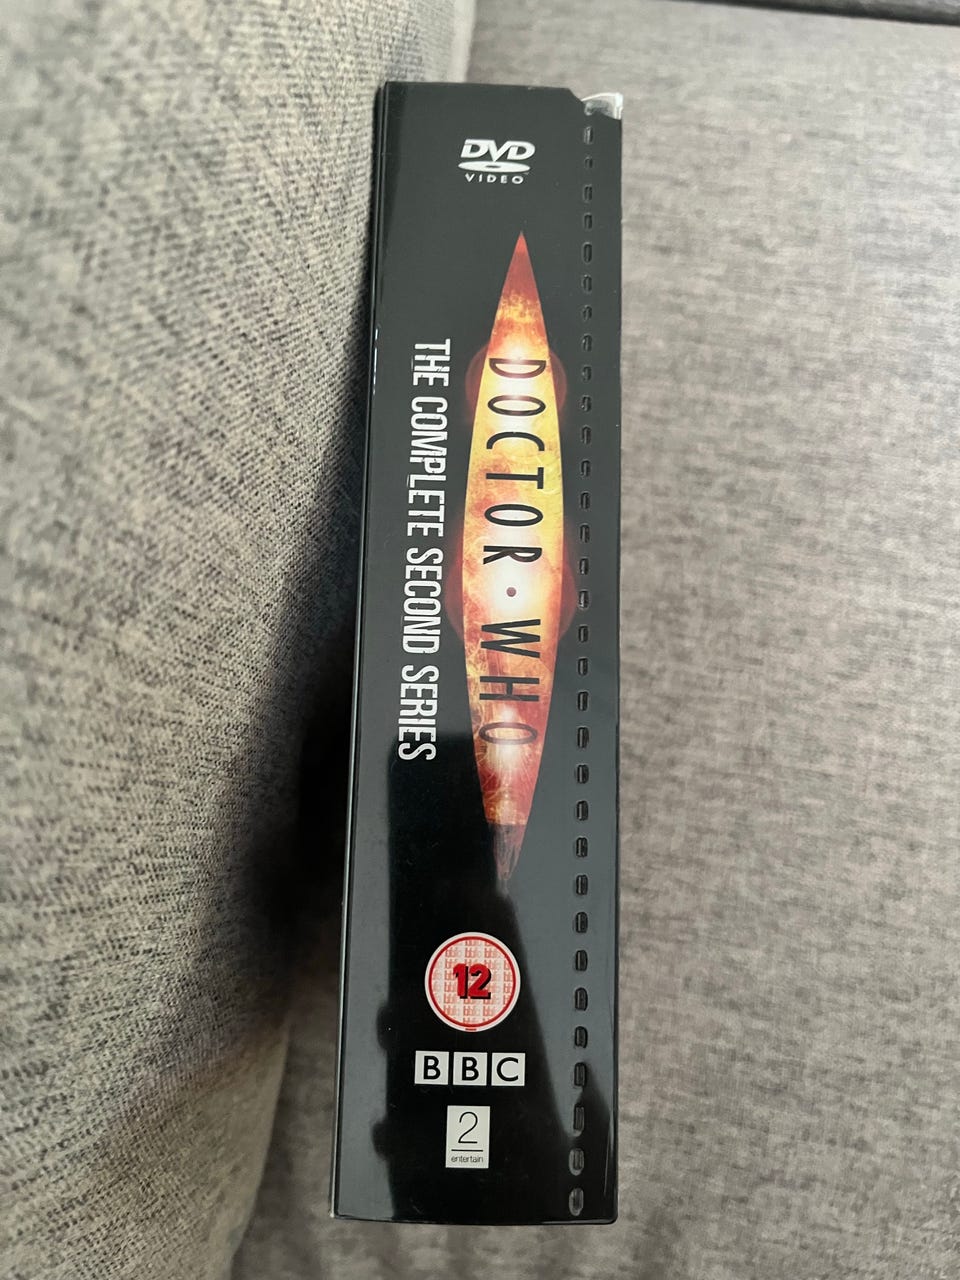 DVD
VIDEO
DOCTOR • WHO
THE COMPLETE SECOND SERIES
12
BBC
2
entertain